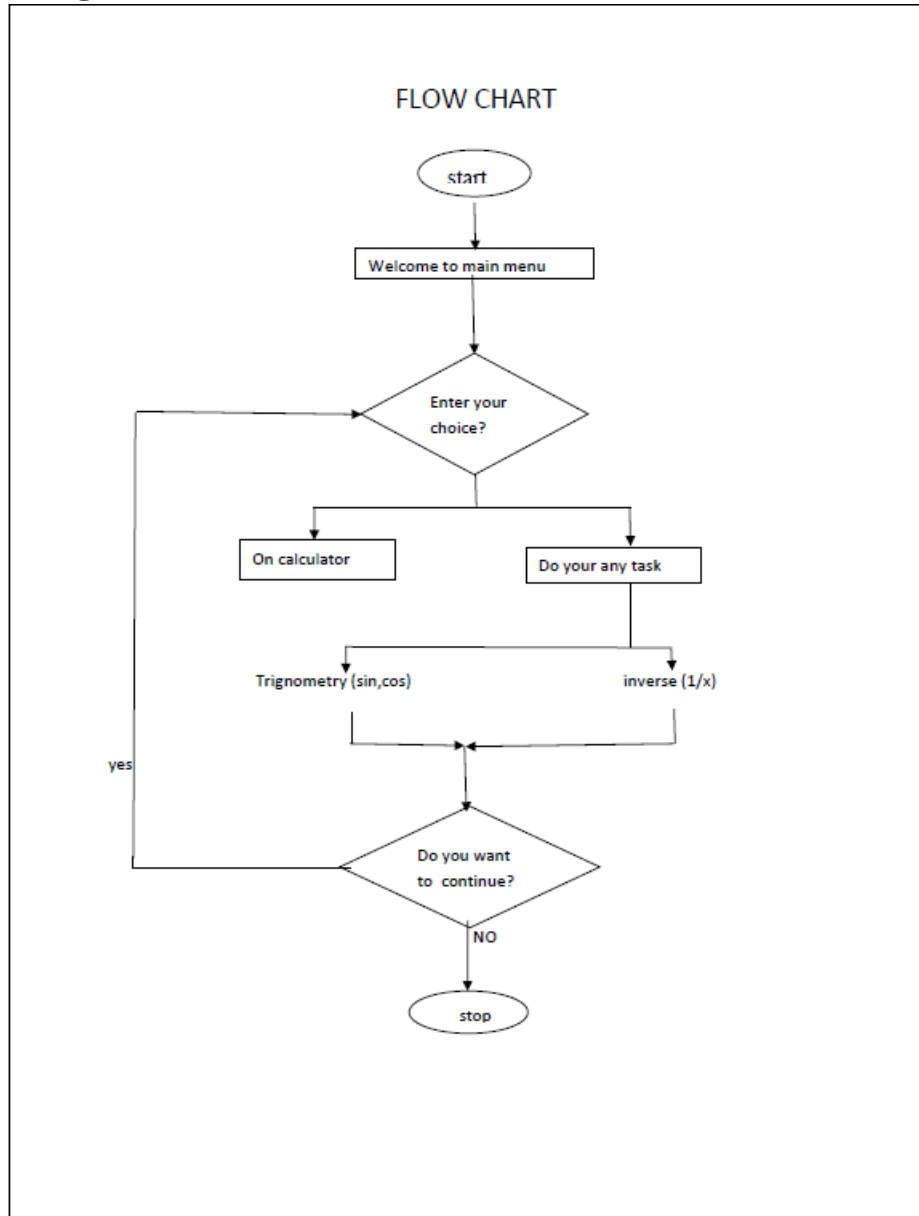 FLOW CHART
start
Welcome to main menu
Enter your
choice?
On calculator
Do your any task
Trignometry (sin,cos)
inverse (1/x)
yes
Do you want
to continue?
NO
stop